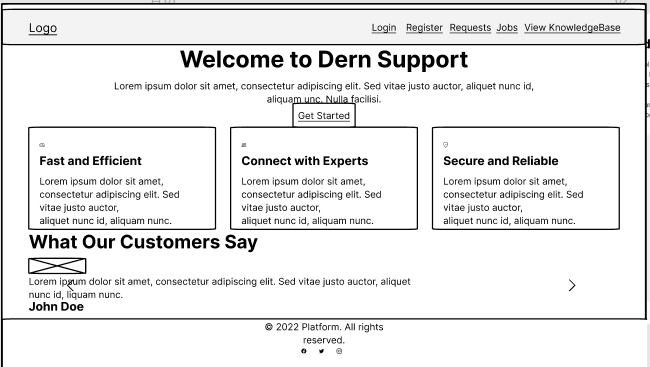 Logo
Login Register Requests Jobs View KnowledgeBase
Welcome to Dern Support
Lorem ipsum dolor sit amet, consectetur adipiscing elit. Sed vitae justo auctor, aliquet nunc id,
aliquam unc. Nulla facilisi.
Get Started
Fast and Efficient
Lorem ipsum dolor sit amet,
consectetur adipiscing elit. Sed
vitae justo auctor,
aliquet nunc id, aliquam nunc.
Connect with Experts
Lorem ipsum dolor sit amet,
consectetur adipiscing elit. Sed
vitae justo auctor,
aliquet nunc id, aliquam nunc.
Secure and Reliable
Lorem ipsum dolor sit amet,
consectetur adipiscing elit. Sed
vitae justo auctor,
aliquet nunc id, aliquam nunc.
What Our Customers Say
Lorem ipsum dolor sit amet, consectetur adipiscing elit. Sed vitae justo auctor, aliquet
nunc id, liquam nunc.
John Doe
© 2022 Platform. All rights
reserved.